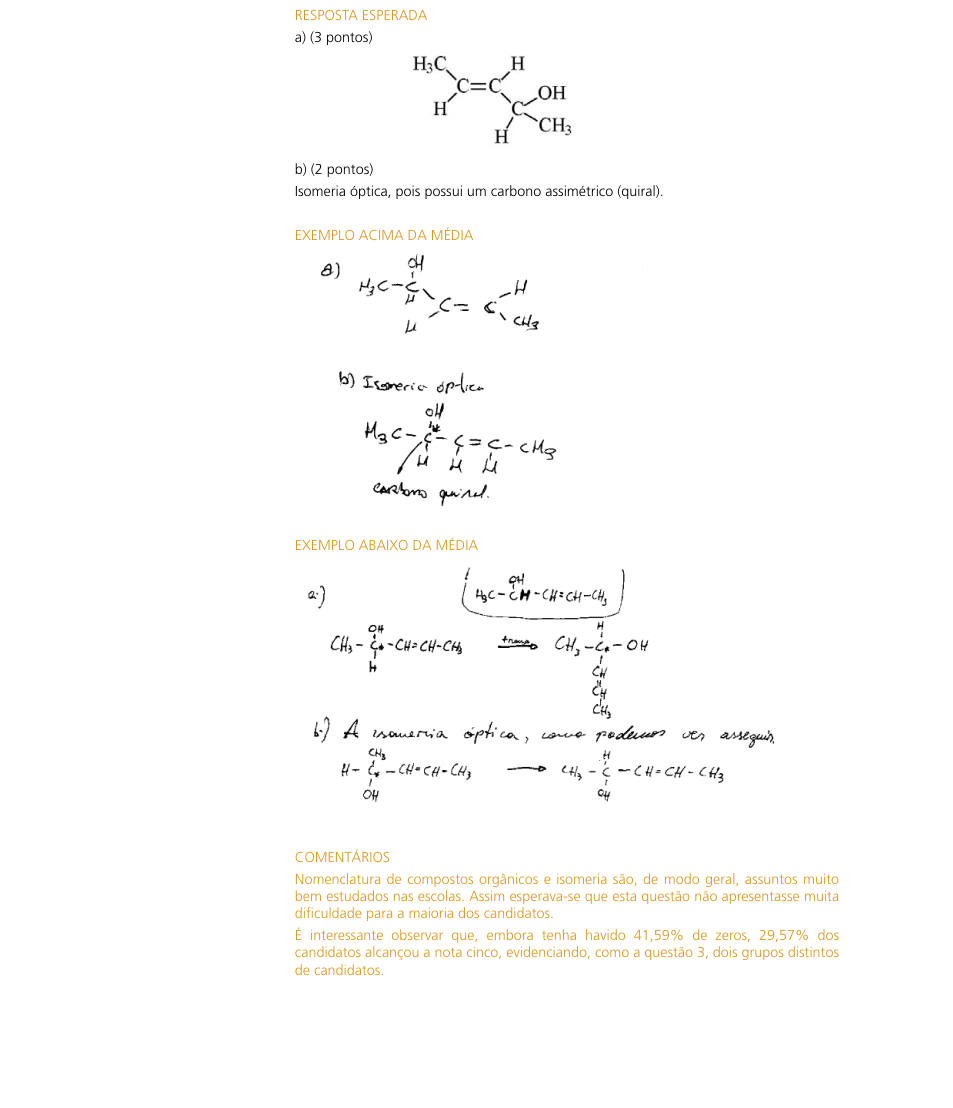 RESPOSTA ESPERADA
a) (3 pontos)
H₃C H
C=C OH
H C
H CH₃
b) (2 pontos)
Isomeria óptica, pois possui um carbono assimétrico (quiral).
EXEMPLO ACIMA DA MÉDIA
a)
OH
H₃C-C H
H C = C
H CH₃
b) Isomeria óptica
OH
H₃C-C*-C=C-CH₃
H H H
carbono quiral.
EXEMPLO ABAIXO DA MÉDIA
a.)
OH
H₃C-CH-CH=CH-CH₃
OH H
CH₃-C*-CH=CH-CH₃ trans CH₃-C*-OH
H CH
CH
CH₃
b.) A isomeria óptica, como podemos ver asseguir.
CH₃ H
H-C*-CH=CH-CH₃ CH₃-C-CH=CH-CH₃
OH OH
COMENTÁRIOS
Nomenclatura de compostos orgânicos e isomeria são, de modo geral, assuntos muito
bem estudados nas escolas. Assim esperava-se que esta questão não apresentasse muita
dificuldade para a maioria dos candidatos.
É interessante observar que, embora tenha havido 41,59% de zeros, 29,57% dos
candidatos alcançou a nota cinco, evidenciando, como a questão 3, dois grupos distintos
de candidatos.